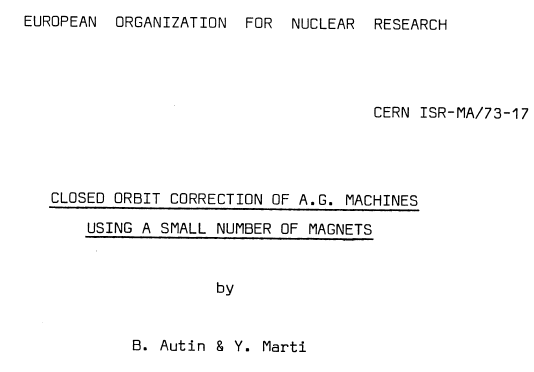 EUROPEAN ORGANIZATION FOR NUCLEAR RESEARCH
CERN ISR-MA/73-17
CLOSED ORBIT CORRECTION OF A.G. MACHINES
USING A SMALL NUMBER OF MAGNETS
by
B. Autin & Y. Marti